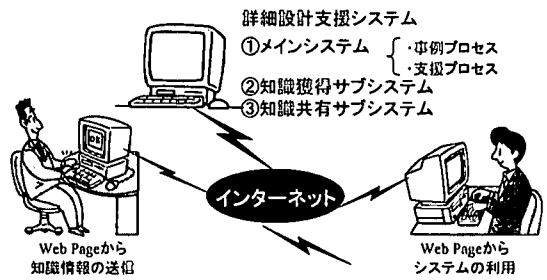 詳細設計支援システム
①メインシステム
・事例プロセス
・支援プロセス
②知識獲得サブシステム
③知識共有サブシステム
インターネット
Web Pageから
知識情報の送信
Web Pageから
システムの利用